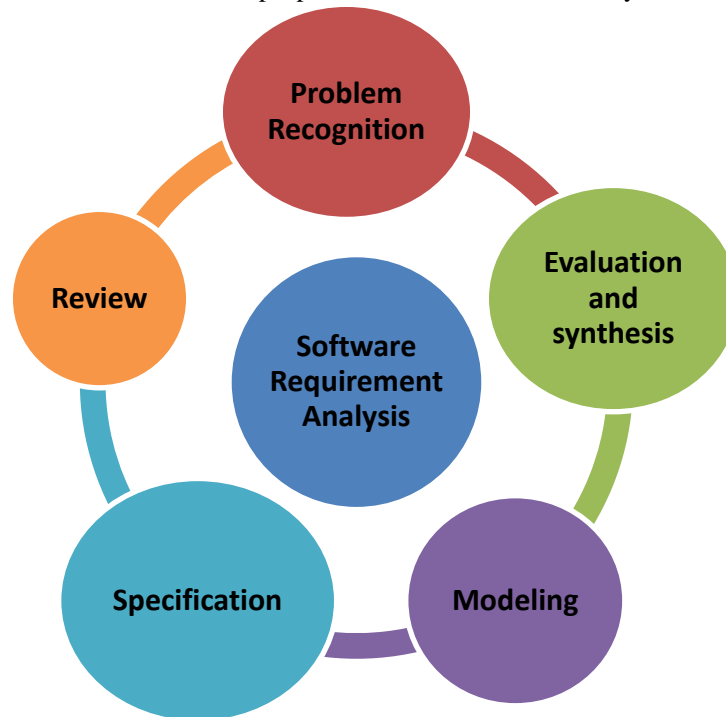 Problem
Recognition
Evaluation
and
synthesis
Review
Software
Requirement
Analysis
Specification
Modeling